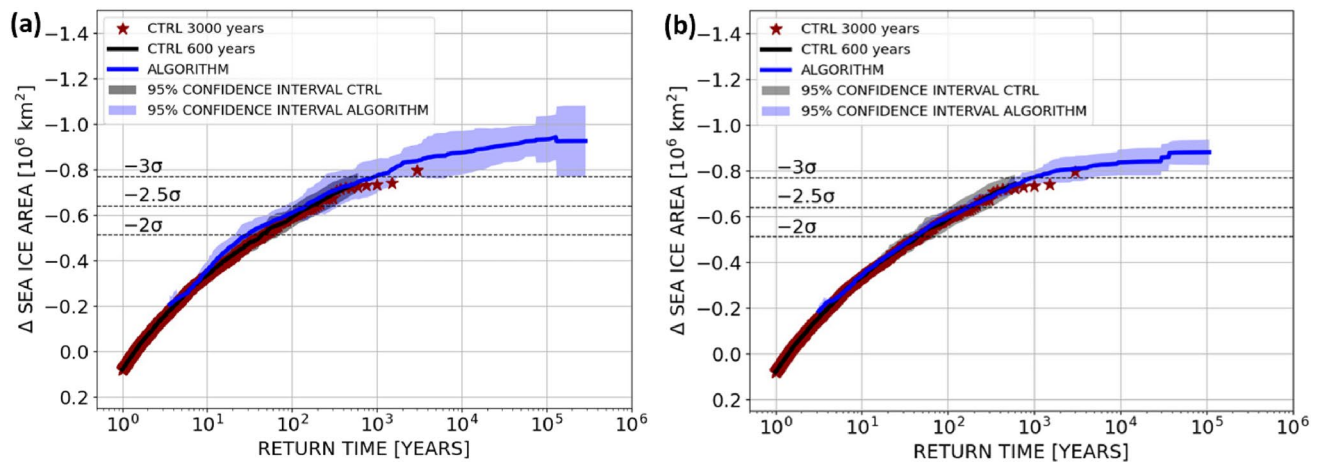 (a)
CTRL 3000 years
CTRL 600 years
ALGORITHM
95% CONFIDENCE INTERVAL CTRL
95% CONFIDENCE INTERVAL ALGORITHM
−1.4
−1.2
−1.0
−0.8
−0.6
−0.4
−0.2
0.0
0.2
Δ SEA ICE AREA [10⁶ km²]
−3σ
−2.5σ
−2σ
10⁰ 10¹ 10² 10³ 10⁴ 10⁵ 10⁶
RETURN TIME [YEARS]
(b)
CTRL 3000 years
CTRL 600 years
ALGORITHM
95% CONFIDENCE INTERVAL CTRL
95% CONFIDENCE INTERVAL ALGORITHM
−1.4
−1.2
−1.0
−0.8
−0.6
−0.4
−0.2
0.0
0.2
Δ SEA ICE AREA [10⁶ km²]
−3σ
−2.5σ
−2σ
10⁰ 10¹ 10² 10³ 10⁴ 10⁵ 10⁶
RETURN TIME [YEARS]